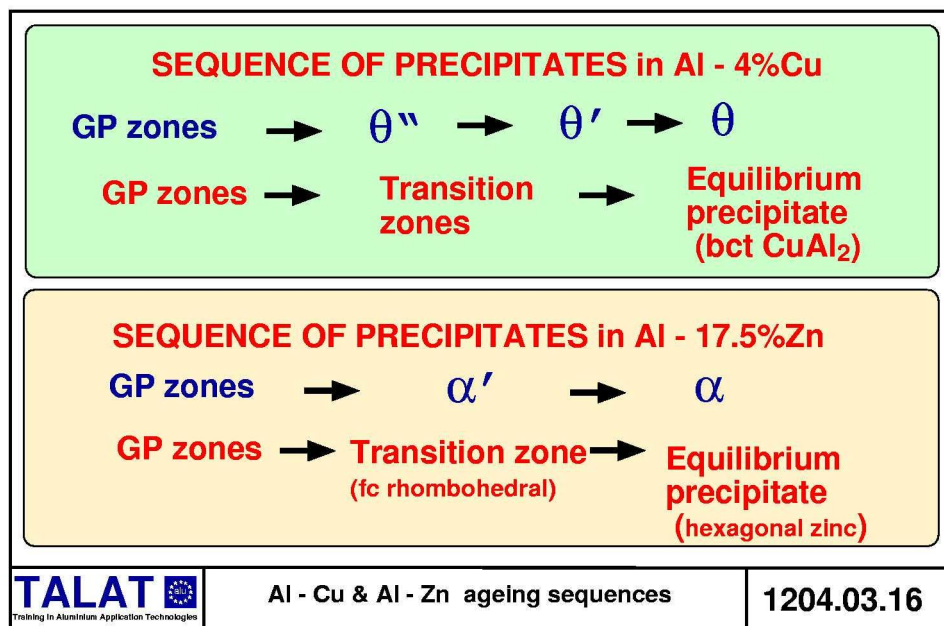 SEQUENCE OF PRECIPITATES in Al - 4%Cu
GP zones → θ‶ → θ′ → θ
GP zones → Transition zones → Equilibrium precipitate (bct CuAl₂)
SEQUENCE OF PRECIPITATES in Al - 17.5%Zn
GP zones → α′ → α
GP zones → Transition zone (fc rhombohedral) → Equilibrium precipitate (hexagonal zinc)
TALAT alu
Training in Aluminium Application Technologies
Al - Cu & Al - Zn ageing sequences
1204.03.16